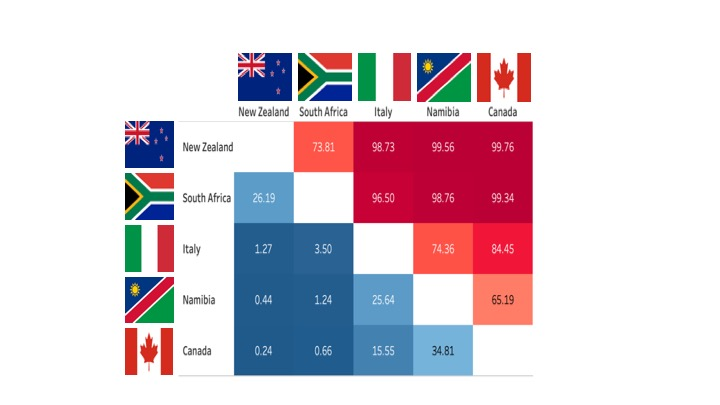 New Zealand South Africa Italy Namibia Canada
New Zealand 73.81 98.73 99.56 99.76
South Africa 26.19 96.50 98.76 99.34
Italy 1.27 3.50 74.36 84.45
Namibia 0.44 1.24 25.64 65.19
Canada 0.24 0.66 15.55 34.81